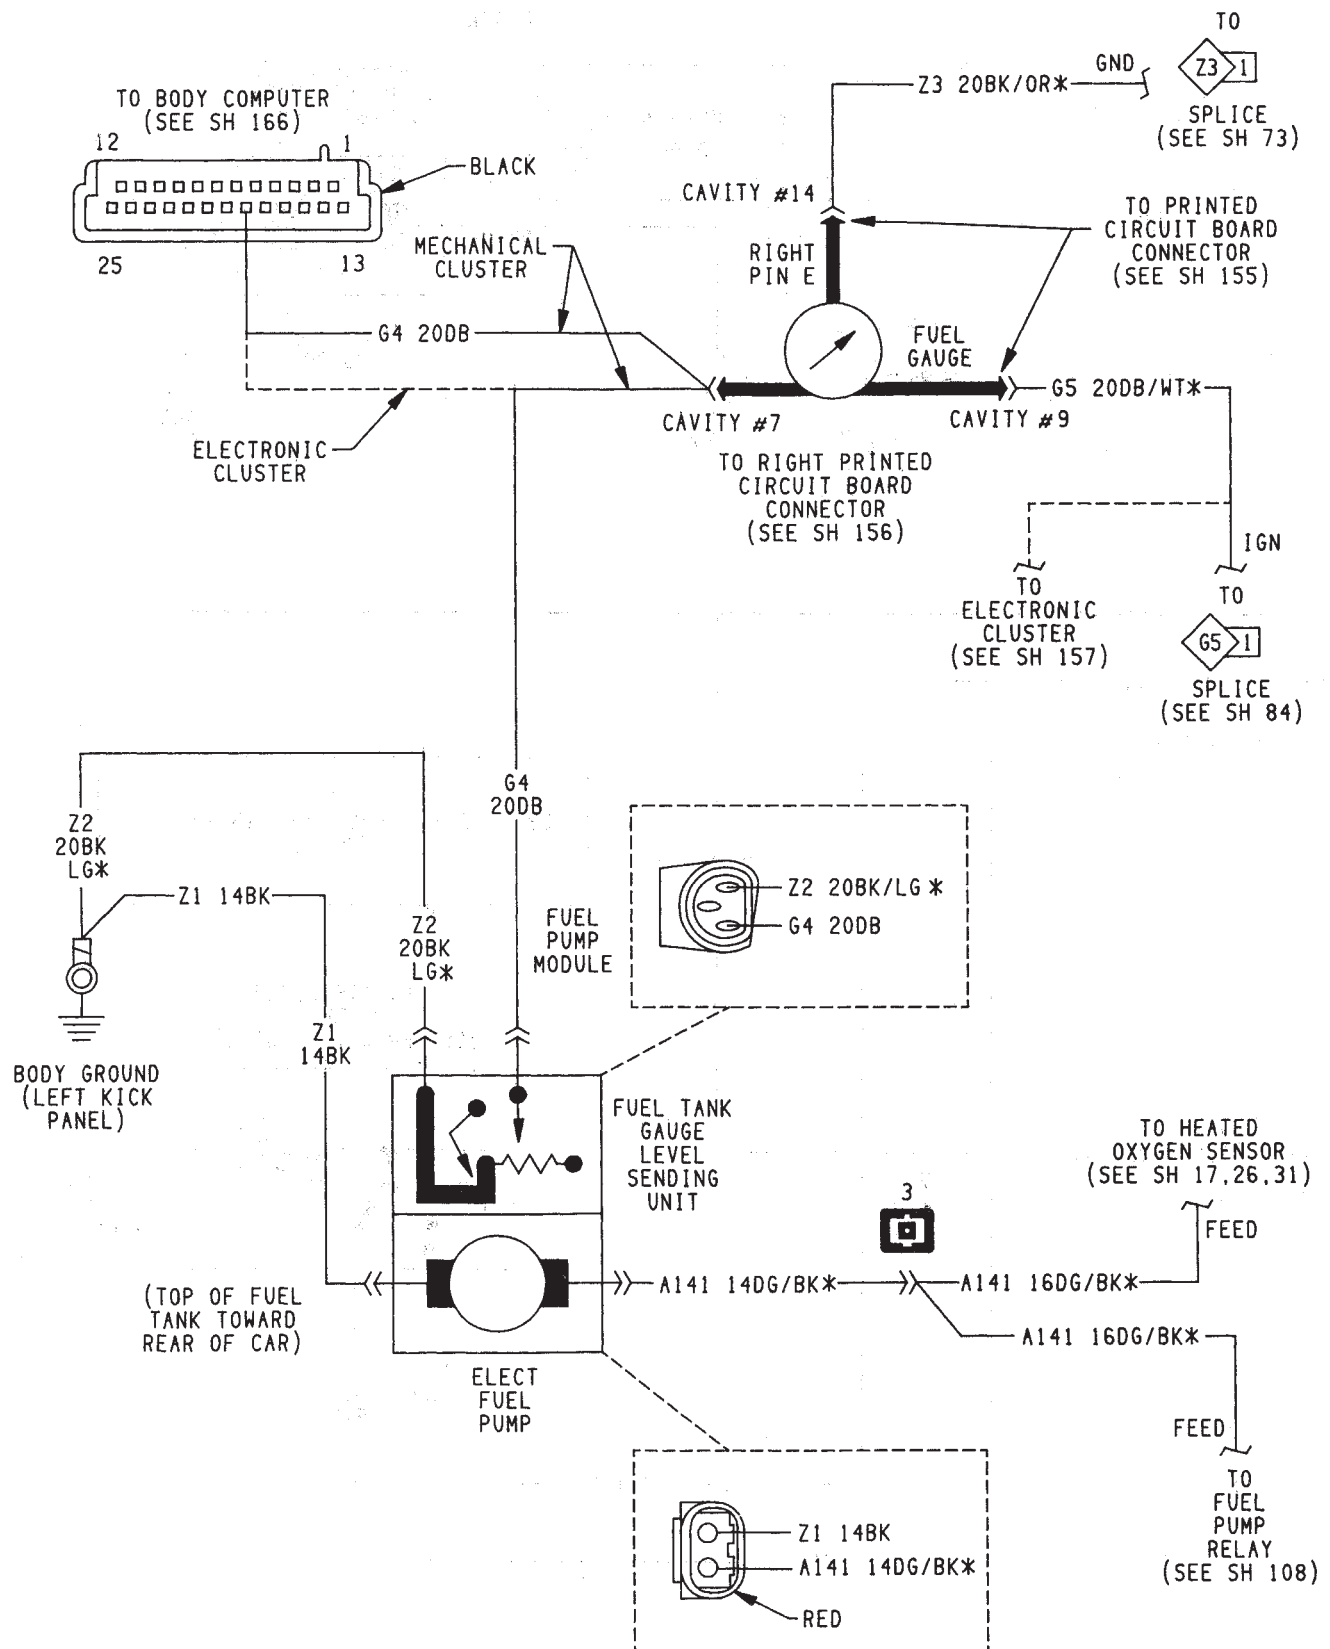 TO
Z3 1
SPLICE
(SEE SH 73)
GND
Z3 20BK/OR*
TO BODY COMPUTER
(SEE SH 166)
12
1
BLACK
25
13
CAVITY #14
TO PRINTED
CIRCUIT BOARD
CONNECTOR
(SEE SH 155)
MECHANICAL
CLUSTER
RIGHT
PIN E
G4 20DB
FUEL
GAUGE
G5 20DB/WT*
CAVITY #7
CAVITY #9
ELECTRONIC
CLUSTER
TO RIGHT PRINTED
CIRCUIT BOARD
CONNECTOR
(SEE SH 156)
IGN
TO
ELECTRONIC
CLUSTER
(SEE SH 157)
TO
G5 1
SPLICE
(SEE SH 84)
G4
20DB
Z2
20BK
LG*
Z1 14BK
Z2
20BK
LG*
FUEL
PUMP
MODULE
Z2 20BK/LG *
G4 20DB
Z1
14BK
BODY GROUND
(LEFT KICK
PANEL)
FUEL TANK
GAUGE
LEVEL
SENDING
UNIT
TO HEATED
OXYGEN SENSOR
(SEE SH 17,26,31)
3
FEED
(TOP OF FUEL
TANK TOWARD
REAR OF CAR)
A141 14DG/BK*
A141 16DG/BK*
A141 16DG/BK*
ELECT
FUEL
PUMP
FEED
TO
FUEL
PUMP
RELAY
(SEE SH 108)
Z1 14BK
A141 14DG/BK*
RED